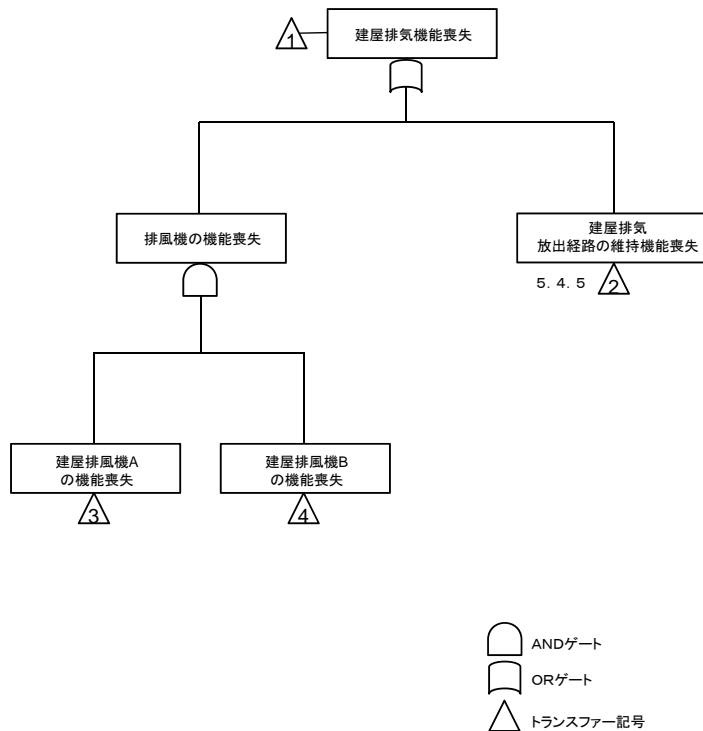 1
建屋排気機能喪失
排風機の機能喪失
建屋排気
放出経路の維持機能喪失
5．4．5
2
建屋排風機A
の機能喪失
建屋排風機B
の機能喪失
3
4
ANDゲート
ORゲート
トランスファー記号